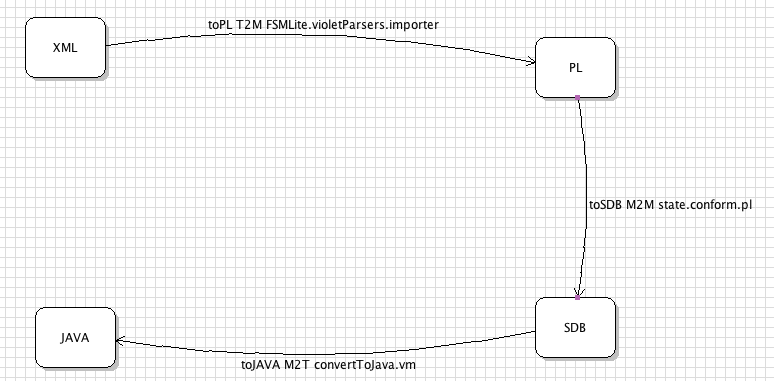 toPL T2M FSMLite.violetParsers.importer
XML
PL
toSDB M2M state.conform.pl
SDB
JAVA
toJAVA M2T convertToJava.vm